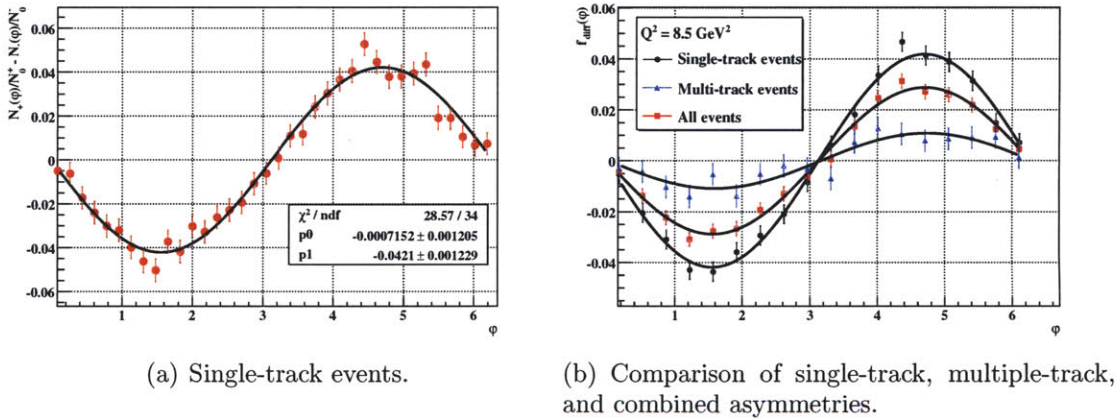 N₊(φ)/N₀⁺ - N₋(φ)/N₀⁻
0.06
0.04
0.02
0
-0.02
-0.04
-0.06
1
2
3
4
5
6
φ
χ² / ndf 28.57 / 34
p0 -0.0007152 ± 0.001205
p1 -0.0421 ± 0.001229
(a) Single-track events.
f_diff(φ)
0.06
0.04
0.02
0
-0.02
-0.04
1
2
3
4
5
6
φ
Q² = 8.5 GeV²
Single-track events
Multi-track events
All events
(b) Comparison of single-track, multiple-track,
and combined asymmetries.